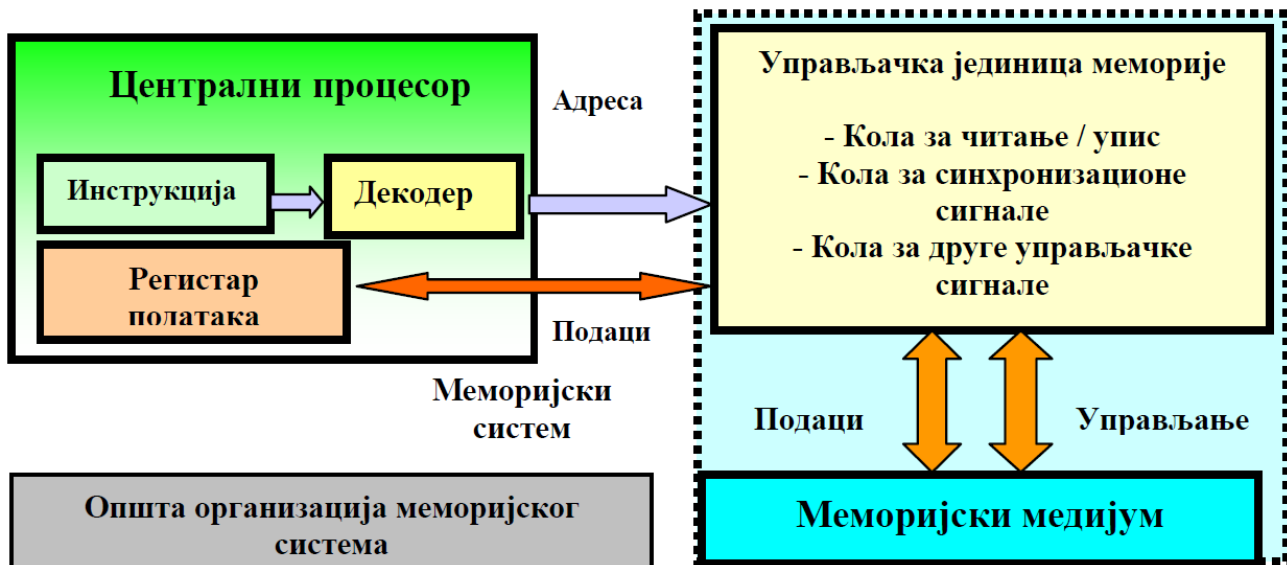 Централни процесор
Инструкција
Декодер
Регистар
података
Адреса
Подаци
Меморијски
систем
Управљачка јединица меморије
- Кола за читање / упис
- Кола за синхронизационе
сигнале
- Кола за друге управљачке
сигнале
Подаци
Управљање
Меморијски медијум
Општа организација меморијског
система